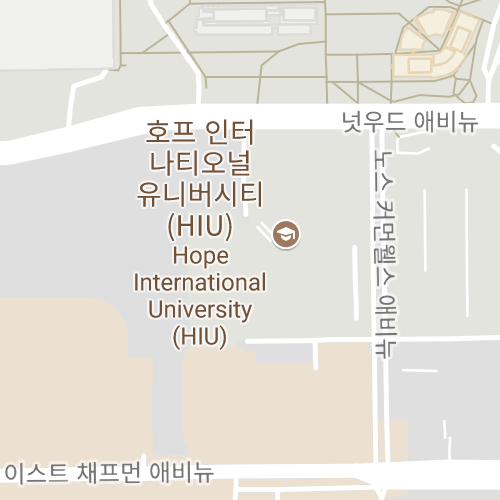 넛우드 애비뉴
호프 인터
나티오널
유니버시티
(HIU)
Hope
International
University
(HIU)
노스 커먼웰스 애비뉴
이스트 채프먼 애비뉴